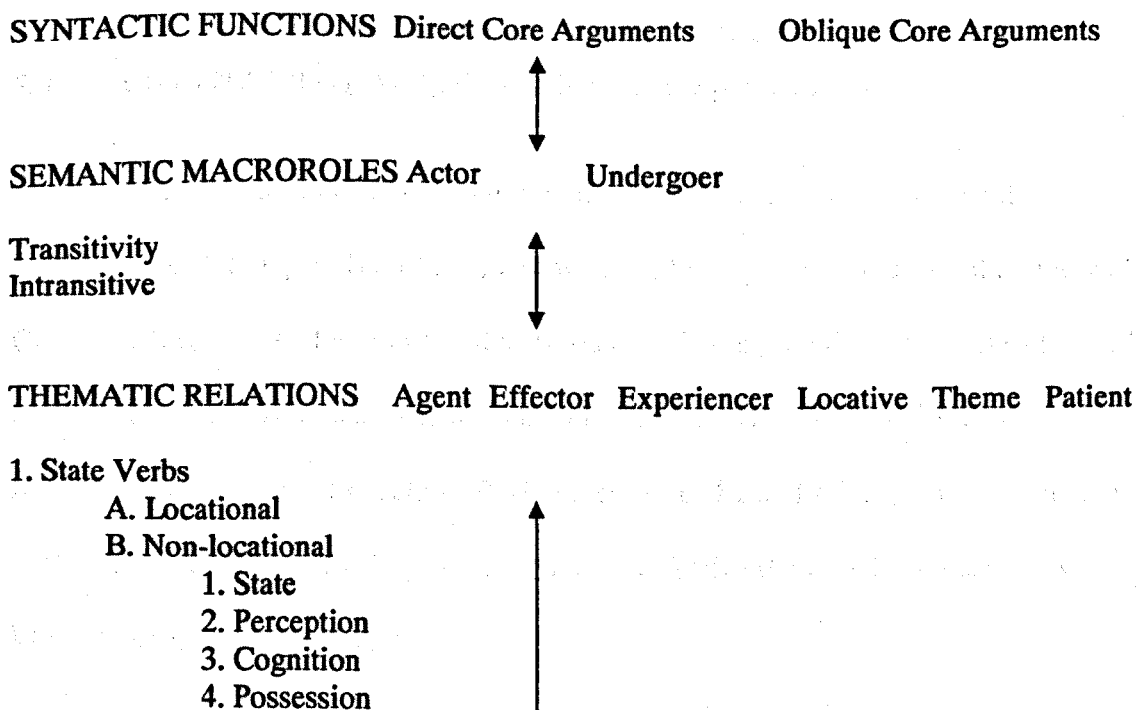 SYNTACTIC FUNCTIONS Direct Core Arguments Oblique Core Arguments
SEMANTIC MACROROLES Actor Undergoer
Transitivity
Intransitive
THEMATIC RELATIONS Agent Effector Experiencer Locative Theme Patient
1. State Verbs
A. Locational
B. Non-locational
1. State
2. Perception
3. Cognition
4. Possession